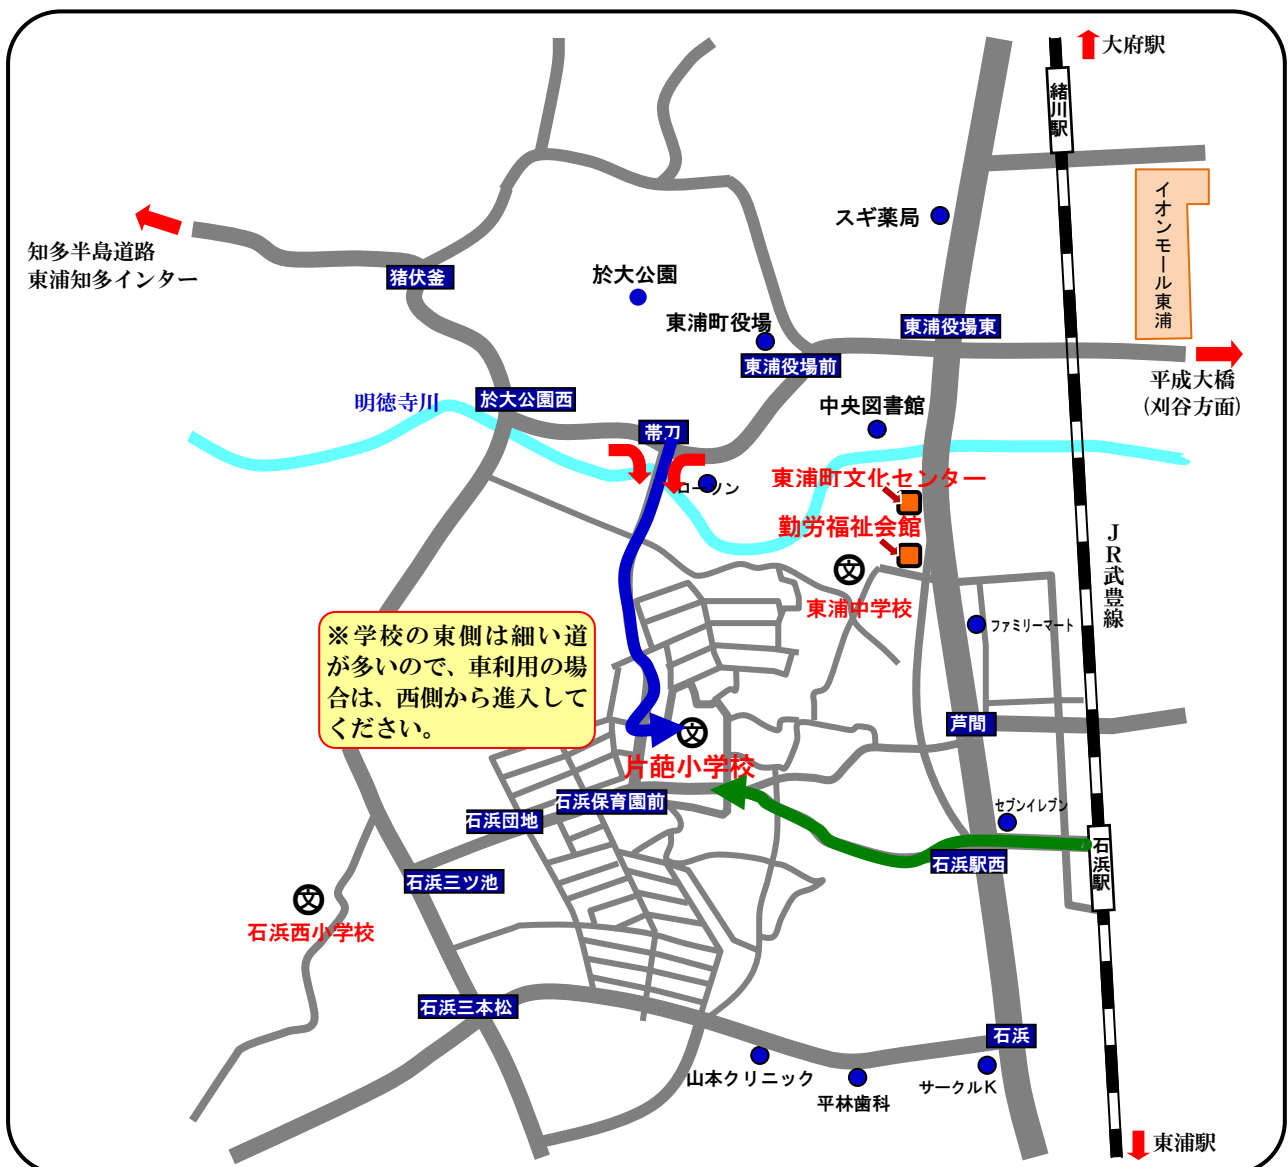 大府駅
緒川駅
イオンモール東浦
スギ薬局
知多半島道路
東浦知多インター
猪伏釜
於大公園
東浦町役場
東浦役場東
東浦役場前
平成大橋
(刈谷方面)
明徳寺川
於大公園西
中央図書館
帯刀
ローソン
東浦町文化センター
勤労福祉会館
文
東浦中学校
JR武豊線
ファミリーマート
※学校の東側は細い道
が多いので、車利用の場
合は、西側から進入して
ください。
芦間
文
片葩小学校
石浜保育園前
石浜団地
セブンイレブン
石浜駅西
石浜駅
石浜三ツ池
文
石浜西小学校
石浜三本松
石浜
山本クリニック
平林歯科
サークルK
東浦駅